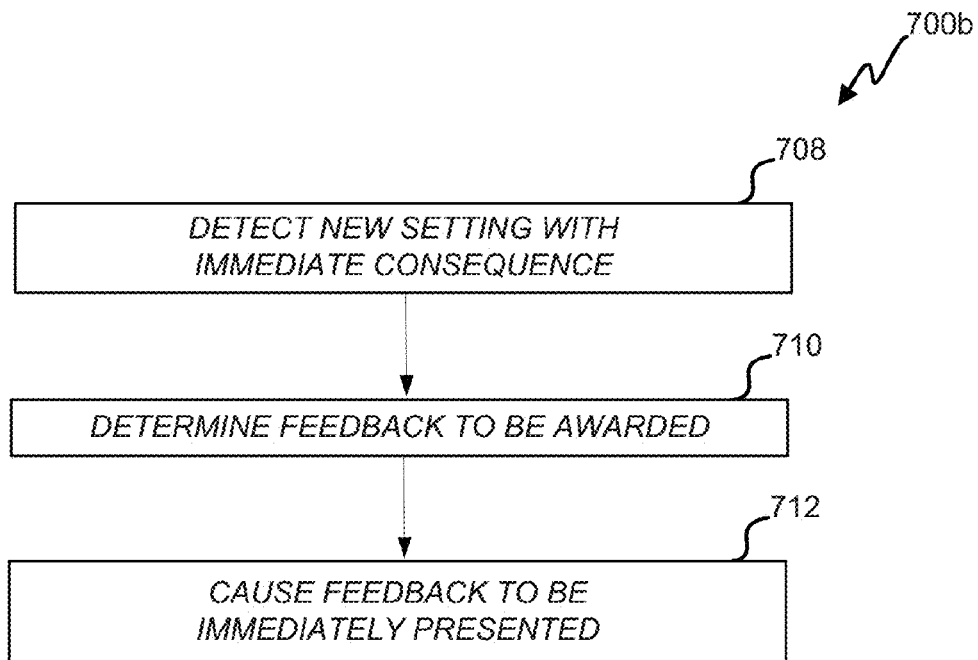 700b
708
DETECT NEW SETTING WITH
IMMEDIATE CONSEQUENCE
710
DETERMINE FEEDBACK TO BE AWARDED
712
CAUSE FEEDBACK TO BE
IMMEDIATELY PRESENTED